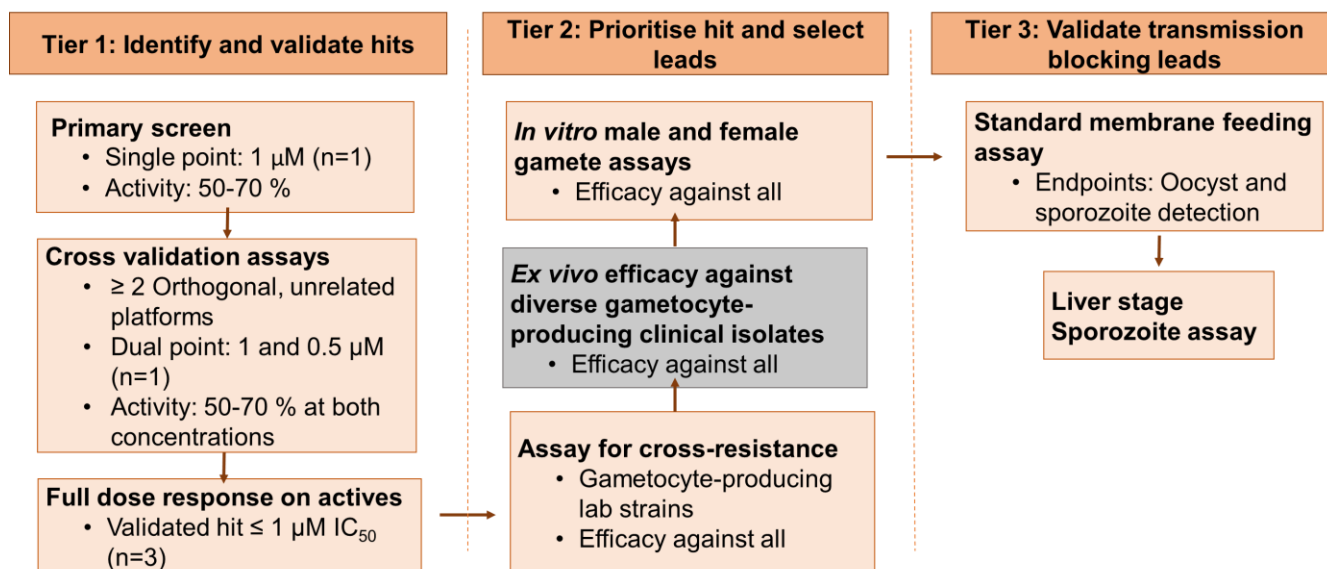 Tier 1: Identify and validate hits
Primary screen
• Single point: 1 μM (n=1)
• Activity: 50-70 %
Cross validation assays
• ≥ 2 Orthogonal, unrelated
platforms
• Dual point: 1 and 0.5 μM
(n=1)
• Activity: 50-70 % at both
concentrations
Full dose response on actives
• Validated hit ≤ 1 μM IC50
(n=3)
Tier 2: Prioritise hit and select
leads
In vitro male and female
gamete assays
• Efficacy against all
Ex vivo efficacy against
diverse gametocyte-
producing clinical isolates
• Efficacy against all
Assay for cross-resistance
• Gametocyte-producing
lab strains
• Efficacy against all
Tier 3: Validate transmission
blocking leads
Standard membrane feeding
assay
• Endpoints: Oocyst and
sporozoite detection
Liver stage
Sporozoite assay